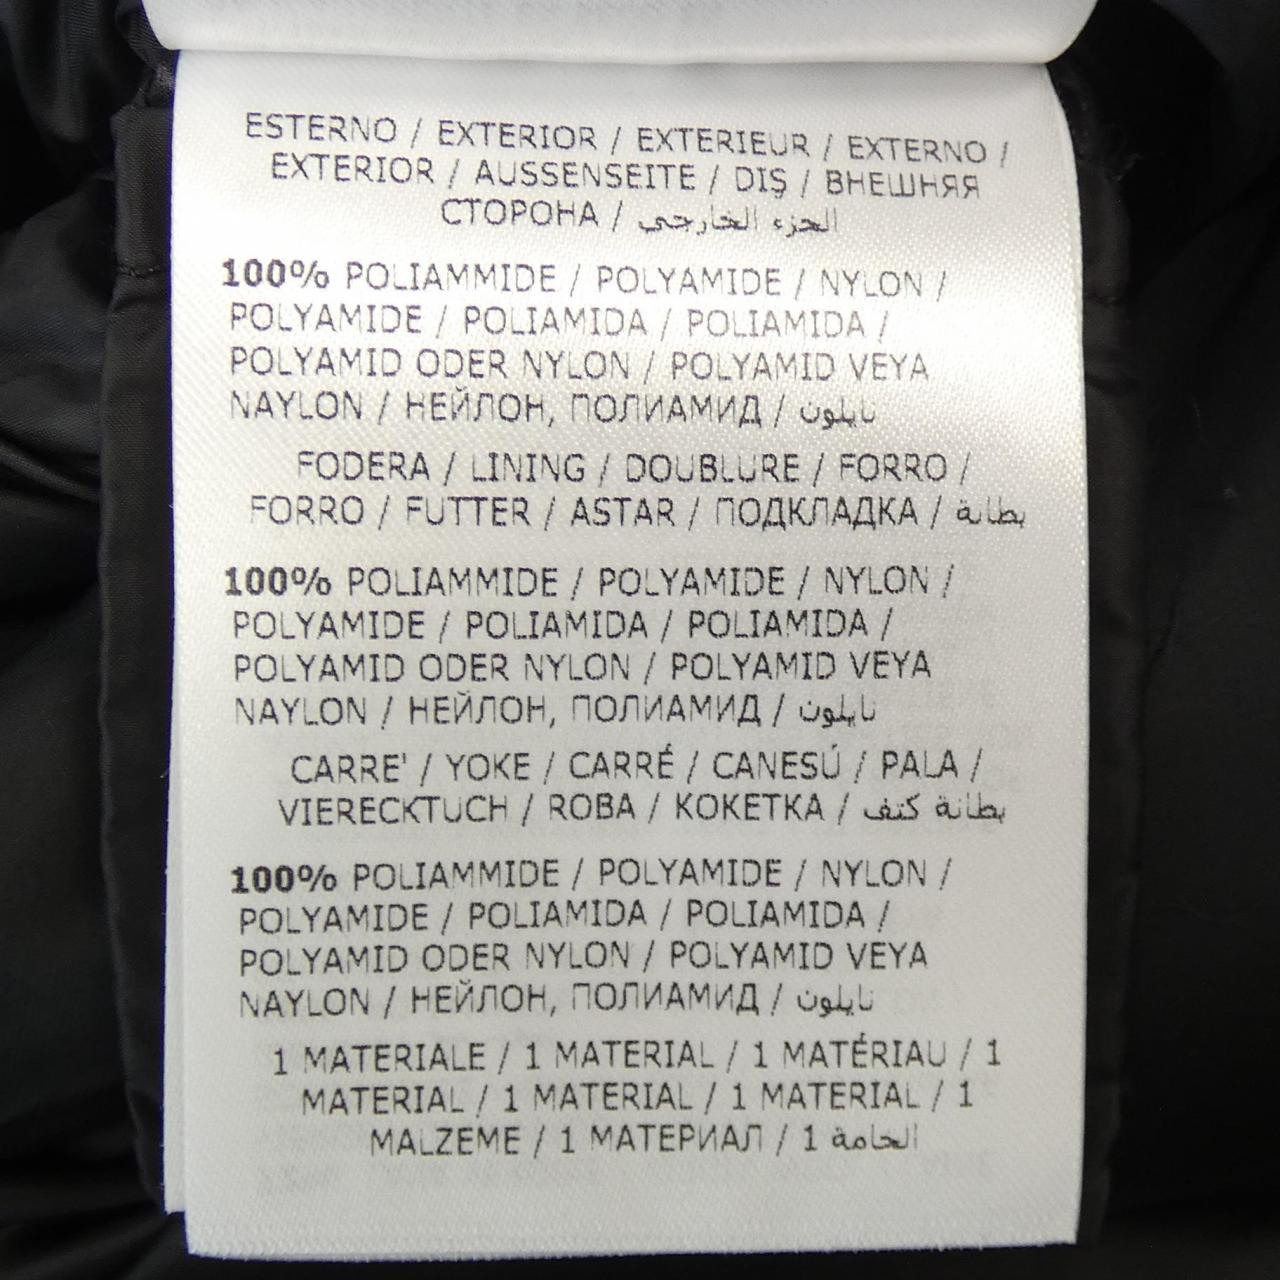 ESTERNO / EXTERIOR / EXTERIEUR / EXTERNO /
EXTERIOR / AUSSENSEITE / DIŞ / ВНЕШНЯЯ
СТОРОНА / الجزء الخارجي
100% POLIAMMIDE / POLYAMIDE / NYLON /
POLYAMIDE / POLIAMIDA / POLIAMIDA /
POLYAMID ODER NYLON / POLYAMID VEYA
NAYLON / НЕЙЛОН, ПОЛИАМИД / نايلون
FODERA / LINING / DOUBLURE / FORRO /
FORRO / FUTTER / ASTAR / ПОДКЛАДКА / بطانة
100% POLIAMMIDE / POLYAMIDE / NYLON /
POLYAMIDE / POLIAMIDA / POLIAMIDA /
POLYAMID ODER NYLON / POLYAMID VEYA
NAYLON / НЕЙЛОН, ПОЛИАМИД / نايلون
CARRE' / YOKE / CARRÉ / CANESÚ / PALA /
VIERECKTUCH / ROBA / КОКЕТКА / بطانة كتف
100% POLIAMMIDE / POLYAMIDE / NYLON /
POLYAMIDE / POLIAMIDA / POLIAMIDA /
POLYAMID ODER NYLON / POLYAMID VEYA
NAYLON / НЕЙЛОН, ПОЛИАМИД / نايلون
1 MATERIALE / 1 MATERIAL / 1 MATÉRIAU / 1
MATERIAL / 1 MATERIAL / 1 MATERIAL / 1
MALZEME / 1 МАТЕРИАЛ / 1 الخامة